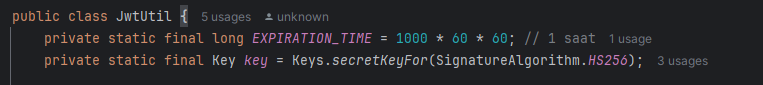 public class JwtUtil { 5 usages unknown
private static final long EXPIRATION_TIME = 1000 * 60 * 60; // 1 saat 1 usage
private static final Key key = Keys.secretKeyFor(SignatureAlgorithm.HS256); 3 usages